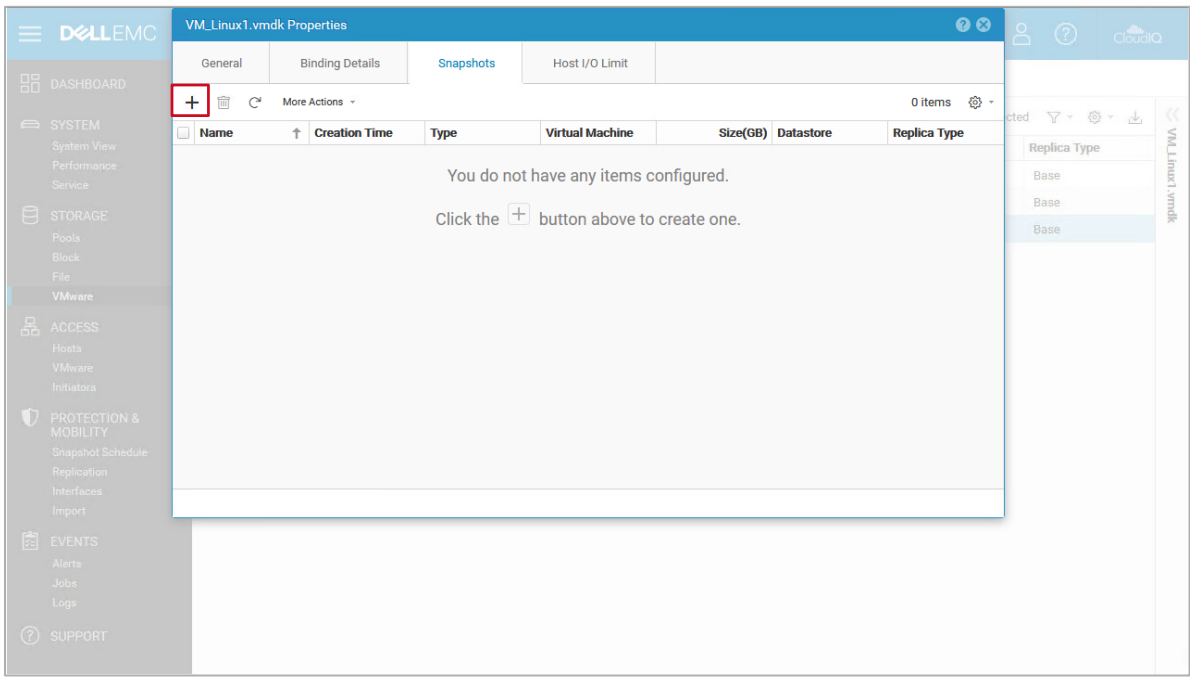 DELLEMC
CloudIQ
DASHBOARD
SYSTEM
System View
Performance
Service
STORAGE
Pools
Block
File
VMware
ACCESS
Hosts
VMware
Initiators
PROTECTION &
MOBILITY
Snapshot Schedule
Replication
Interfaces
Import
EVENTS
Alerts
Jobs
Logs
SUPPORT
VM_Linux1.vmdk Properties
General Binding Details Snapshots Host I/O Limit
More Actions 0 items
Name Creation Time Type Virtual Machine Size(GB) Datastore Replica Type
You do not have any items configured.
Click the + button above to create one.
cted
Replica Type
Base
Base
Base
VM_Linux1.vmdk